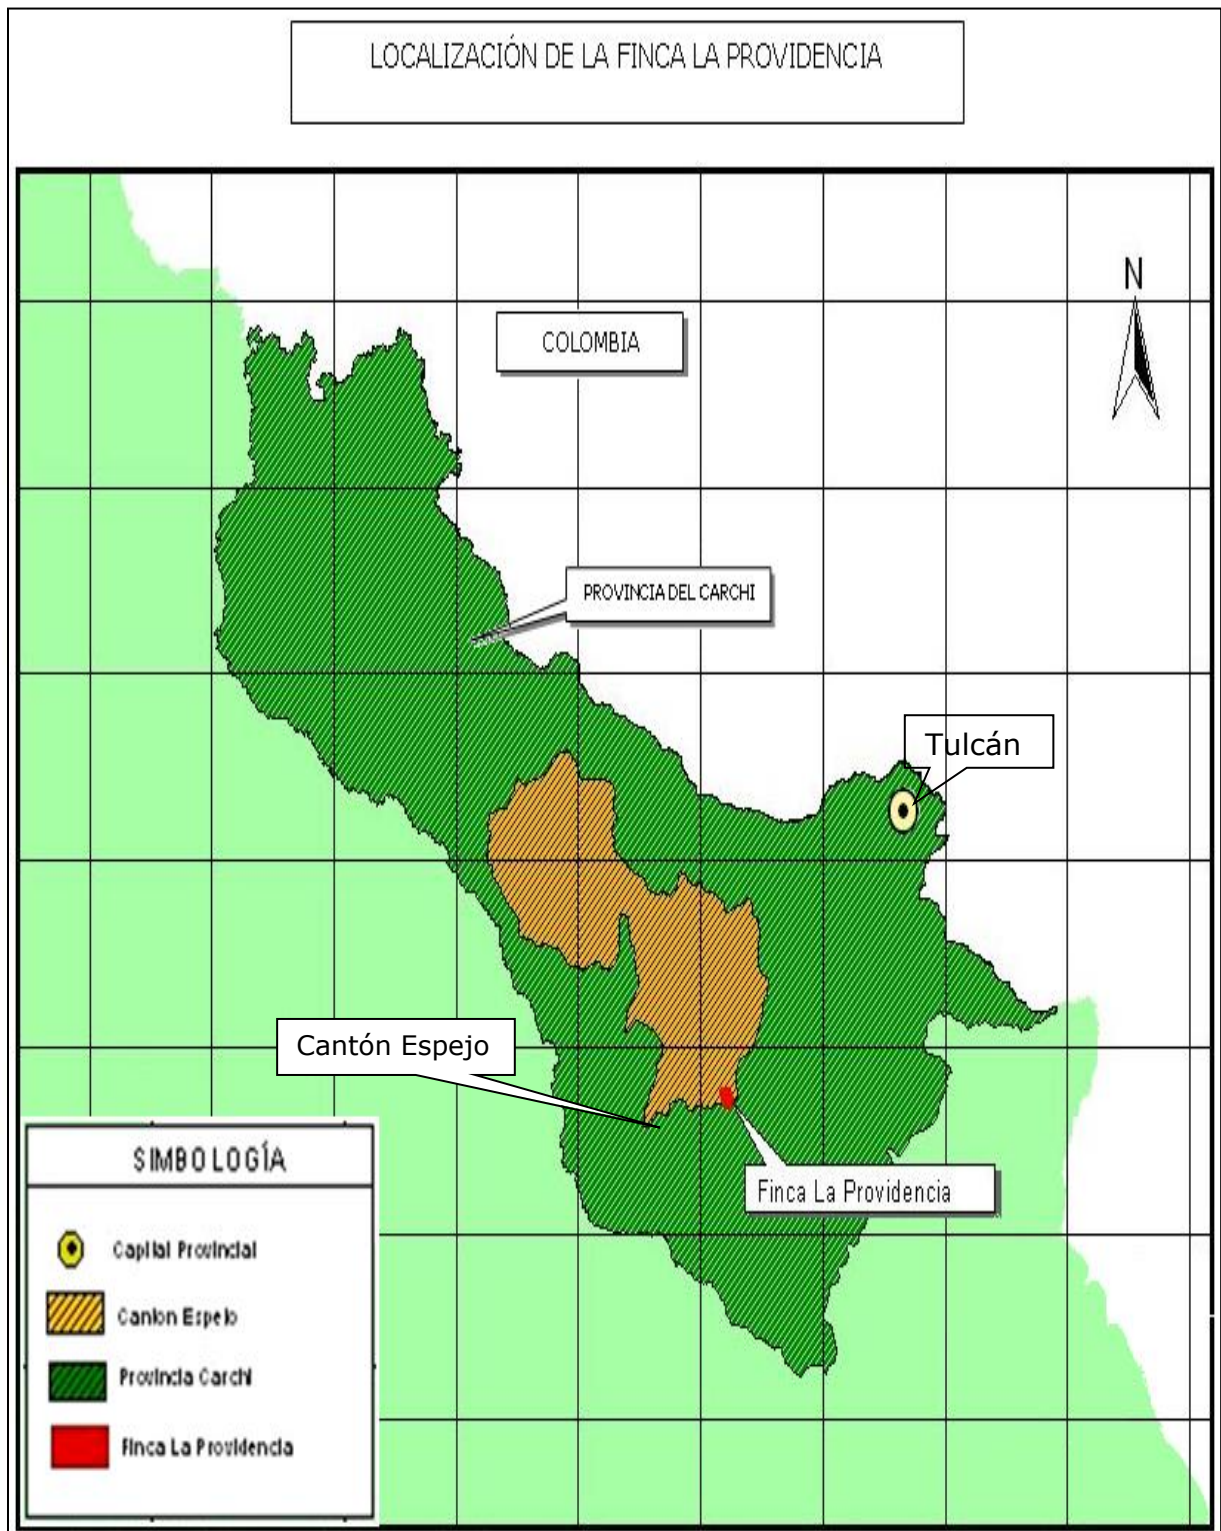 LOCALIZACIÓN DE LA FINCA LA PROVIDENCIA
N
COLOMBIA
PROVINCIA DEL CARCHI
Tulcán
Cantón Espejo
Finca La Providencia
SIMBOLOGÍA
Capital Provincial
Canton Espejo
Provincia Carchi
Finca La Providencia